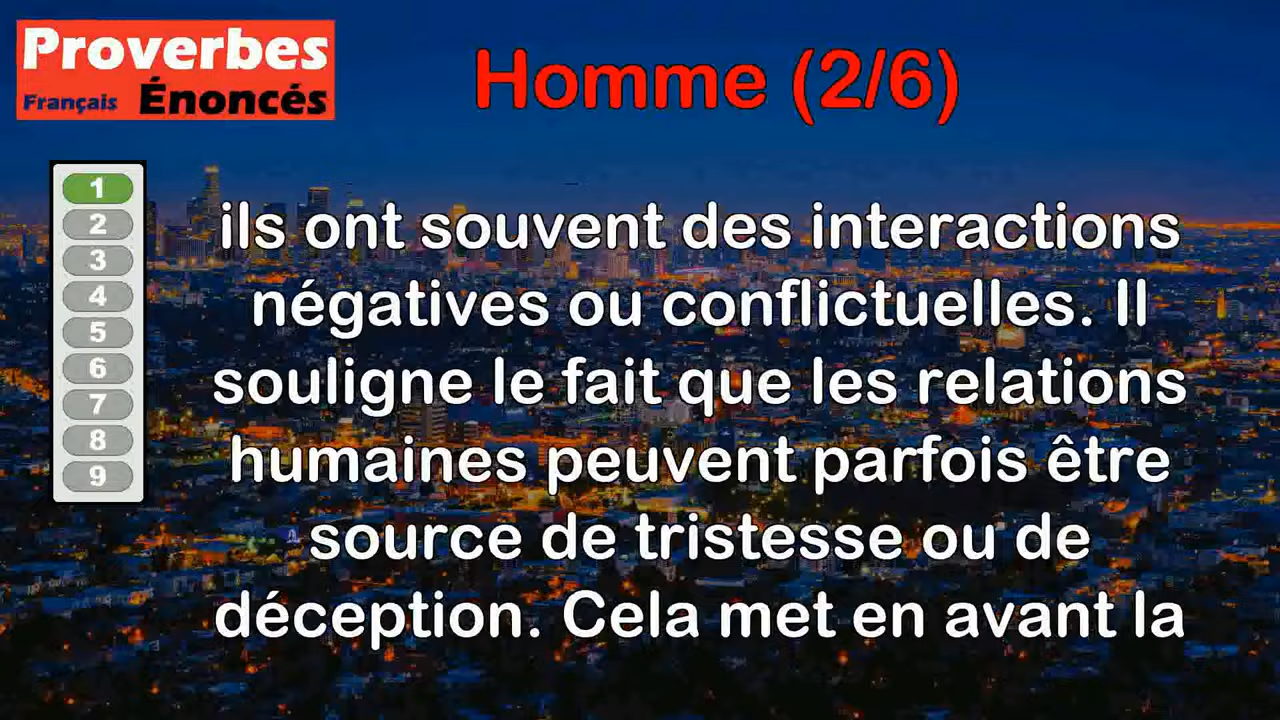 Proverbes
Français Énoncés
Homme (2/6)
1
2
3
4
5
6
7
8
9
ils ont souvent des interactions
négatives ou conflictuelles. Il
souligne le fait que les relations
humaines peuvent parfois être
source de tristesse ou de
déception. Cela met en avant la